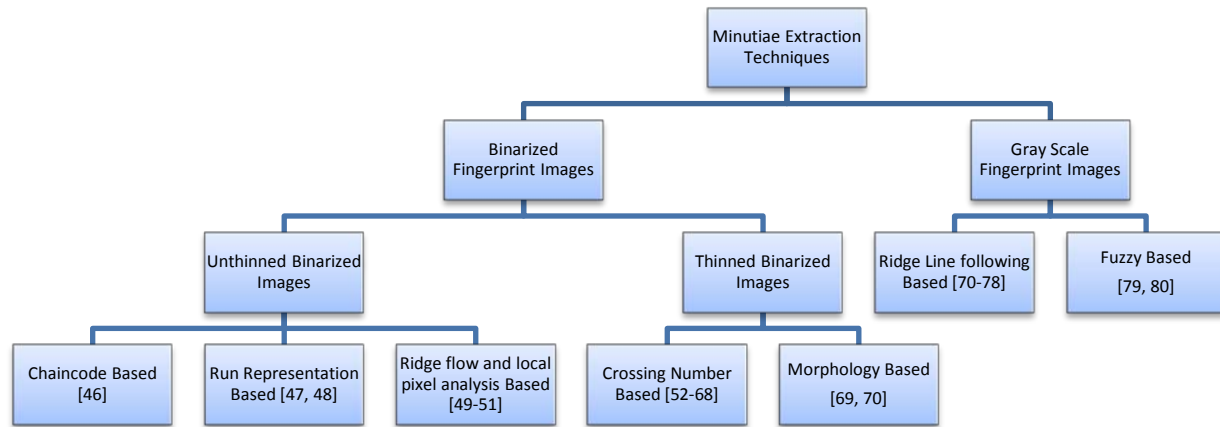 Minutiae Extraction
Techniques
Binarized
Fingerprint Images
Gray Scale
Fingerprint Images
Unthinned Binarized
Images
Thinned Binarized
Images
Ridge Line following
Based [70-78]
Fuzzy Based
[79, 80]
Chaincode Based
[46]
Run Representation
Based [47, 48]
Ridge flow and local
pixel analysis Based
[49-51]
Crossing Number
Based [52-68]
Morphology Based
[69, 70]